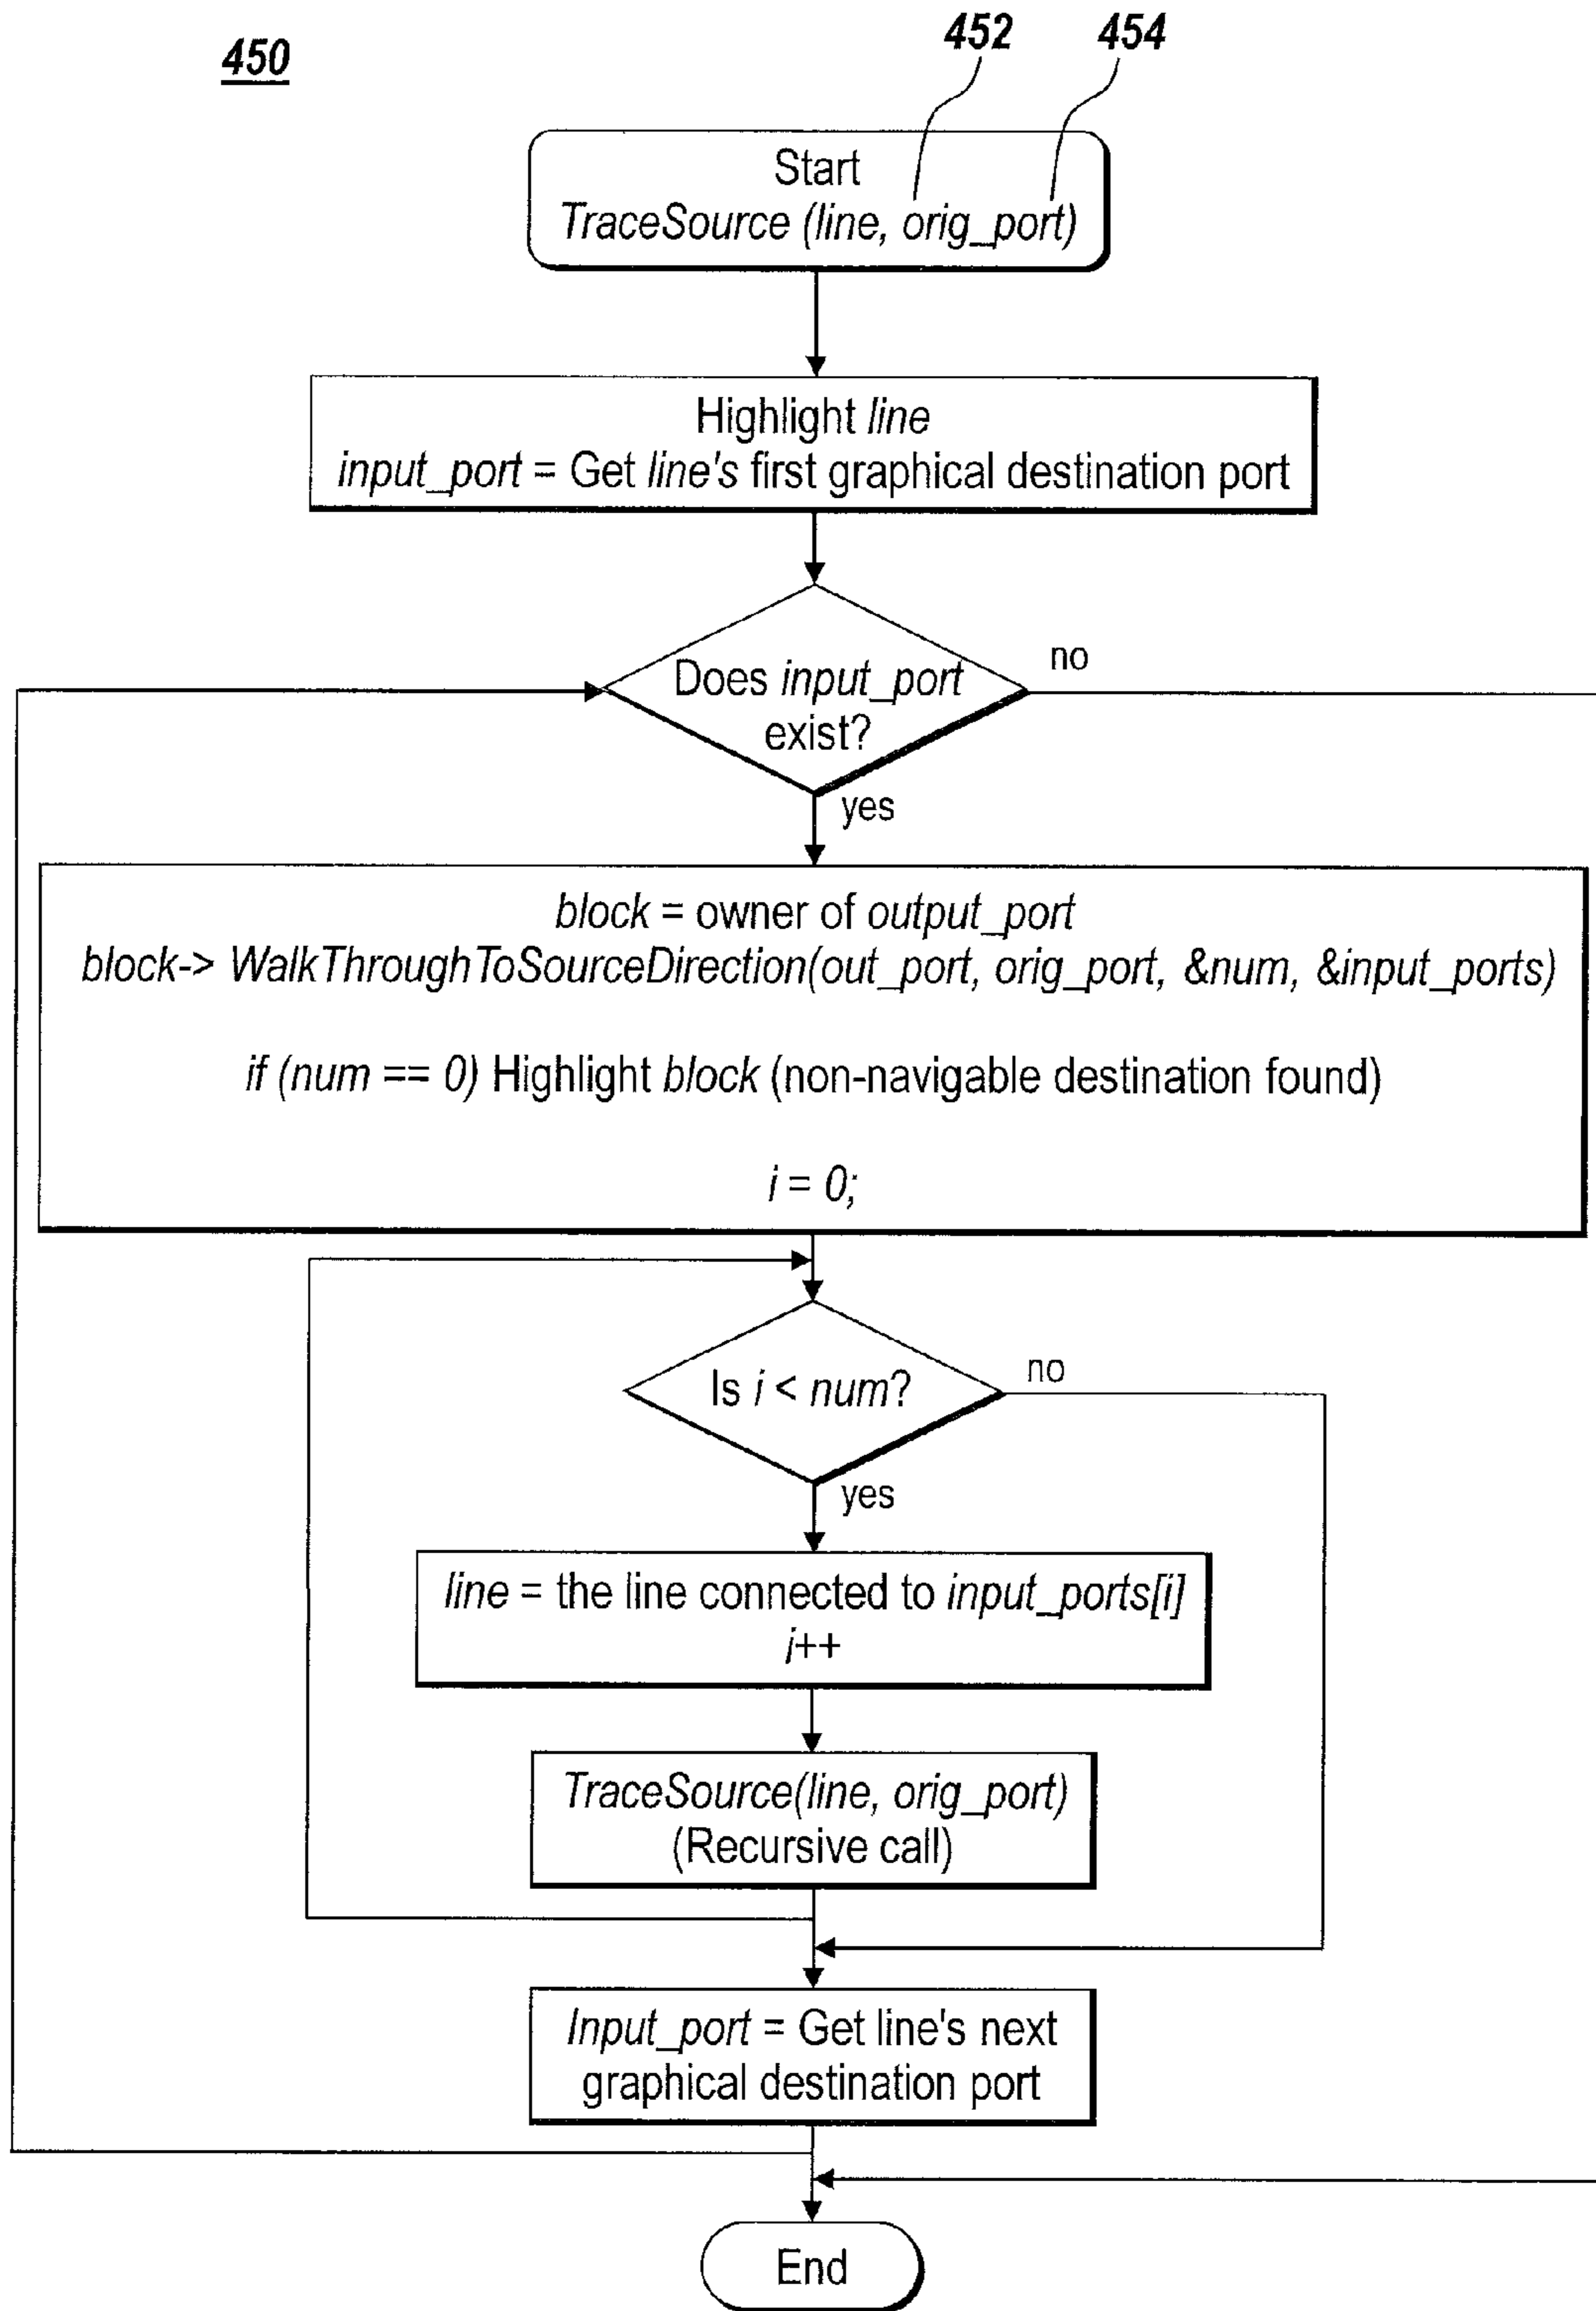 450
452 454
Start
TraceSource (line, orig_port)
Highlight line
input_port = Get line's first graphical destination port
Does input_port
exist?
no
yes
block = owner of output_port
block-> WalkThroughToSourceDirection(out_port, orig_port, &num, &input_ports)
if (num == 0) Highlight block (non-navigable destination found)
i = 0;
Is i < num?
no
yes
line = the line connected to input_ports[i]
i++
TraceSource(line, orig_port)
(Recursive call)
Input_port = Get line's next
graphical destination port
End